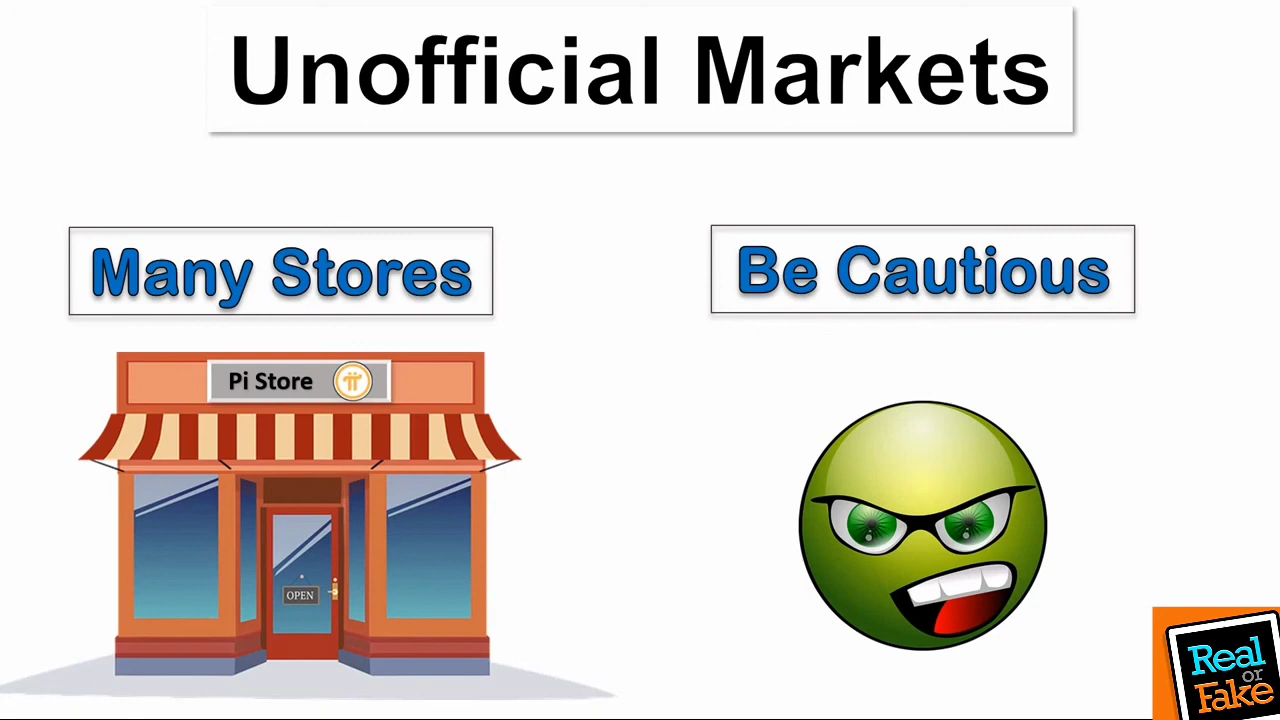 Unofficial Markets
Many Stores
Be Cautious
Pi Store
OPEN
Real
or
Fake